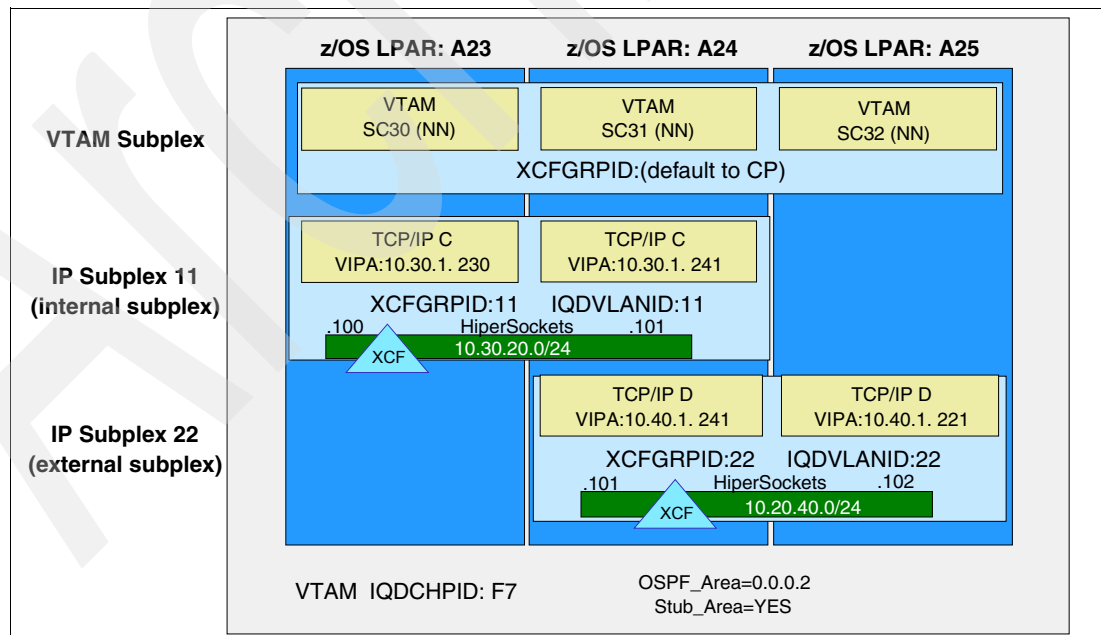 z/OS LPAR: A23 z/OS LPAR: A24 z/OS LPAR: A25
VTAM Subplex
VTAM
SC30 (NN)
VTAM
SC31 (NN)
VTAM
SC32 (NN)
XCFGRPID:(default to CP)
IP Subplex 11
(internal subplex)
TCP/IP C
VIPA:10.30.1. 230
TCP/IP C
VIPA:10.30.1. 241
XCFGRPID:11 IQDVLANID:11
.100 HiperSockets .101
XCF
10.30.20.0/24
IP Subplex 22
(external subplex)
TCP/IP D
VIPA:10.40.1. 241
TCP/IP D
VIPA:10.40.1. 221
XCFGRPID:22 IQDVLANID:22
.101 HiperSockets .102
XCF
10.20.40.0/24
VTAM IQDCHPID: F7
OSPF_Area=0.0.0.2
Stub_Area=YES